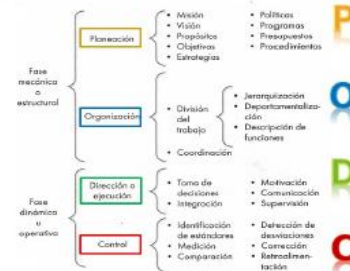 Fase
mecánica
o
estructural
Planeación
• Misión
• Visión
• Propósitos
• Objetivos
• Estrategias
• Políticas
• Programas
• Presupuestos
• Procedimientos
P
Organización
• División
del
trabajo
• Coordinación
• Jerarquización
• Departamentaliza-
ción
• Descripción de
funciones
O
Fase
dinámica
u
operativa
Dirección o
ejecución
• Toma de
decisiones
• Integración
• Motivación
• Comunicación
• Supervisión
D
Control
• Identificación
de estándares
• Medición
• Comparación
• Detección de
desviaciones
• Corrección
• Retroalimen-
tación
C